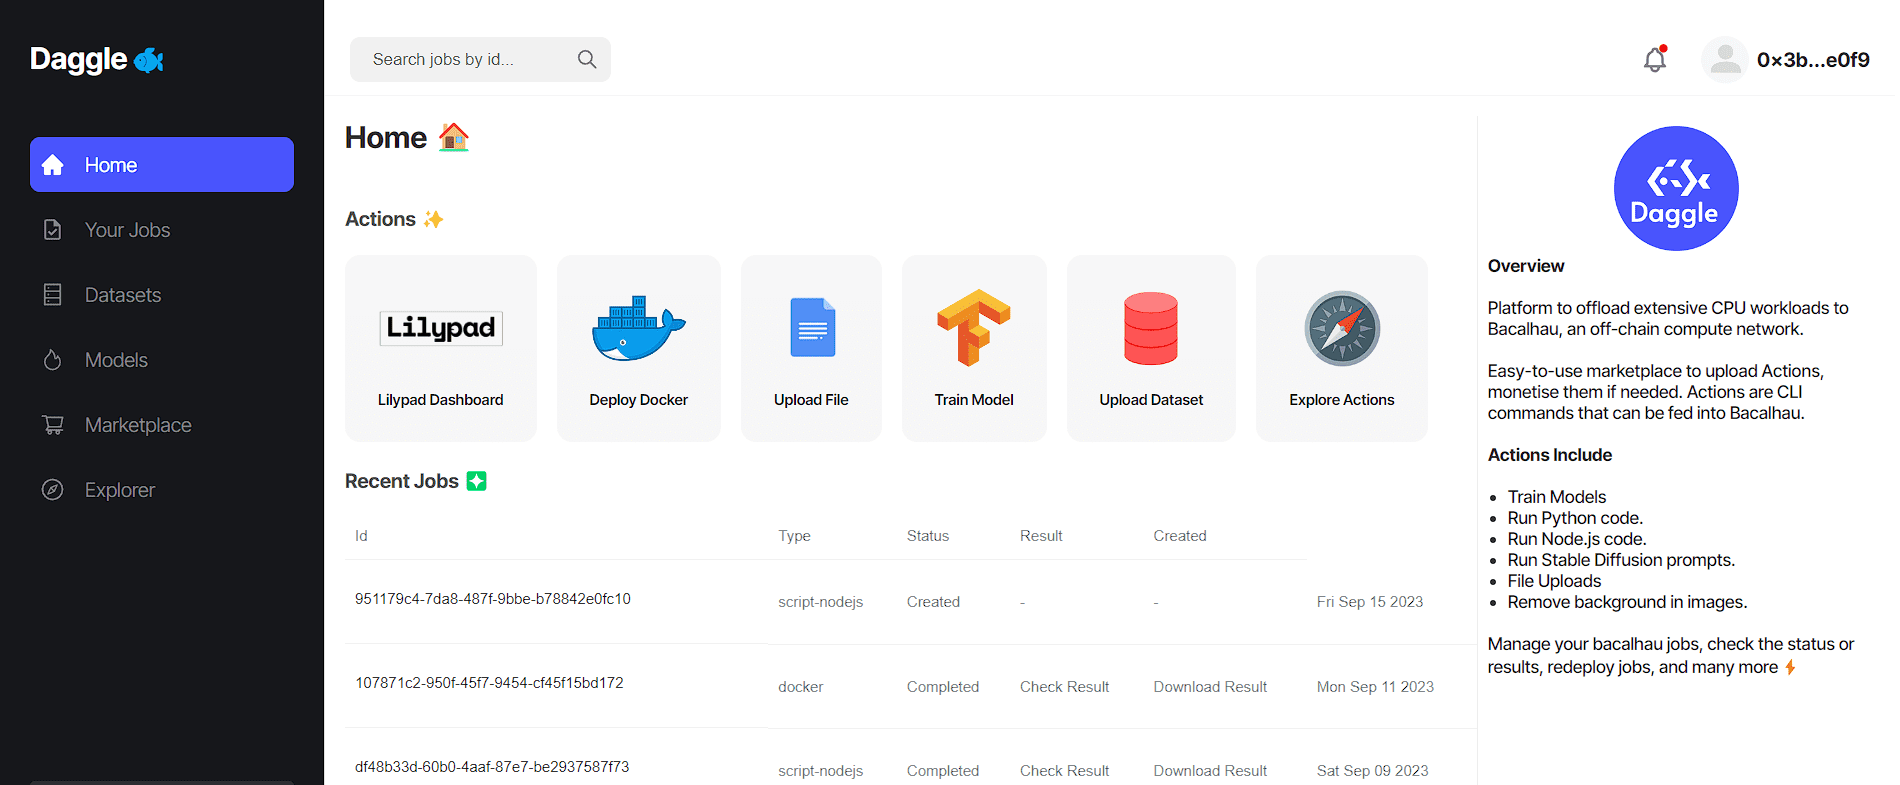 Daggle
Search jobs by id...
0×3b...e0f9
Home
Your Jobs
Datasets
Models
Marketplace
Explorer
Home
Actions
Lilypad
Lilypad Dashboard
Deploy Docker
Upload File
Train Model
Upload Dataset
Explore Actions
Recent Jobs
Id Type Status Result Created
951179c4-7da8-487f-9bbe-b78842e0fc10 script-nodejs Created - - Fri Sep 15 2023
107871c2-950f-45f7-9454-cf45f15bd172 docker Completed Check Result Download Result Mon Sep 11 2023
df48b33d-60b0-4aaf-87e7-be2937587f73 script-nodejs Completed Check Result Download Result Sat Sep 09 2023
Daggle
Overview
Platform to offload extensive CPU workloads to
Bacalhau, an off-chain compute network.
Easy-to-use marketplace to upload Actions,
monetise them if needed. Actions are CLI
commands that can be fed into Bacalhau.
Actions Include
• Train Models
• Run Python code.
• Run Node.js code.
• Run Stable Diffusion prompts.
• File Uploads
• Remove background in images.
Manage your bacalhau jobs, check the status or
results, redeploy jobs, and many more